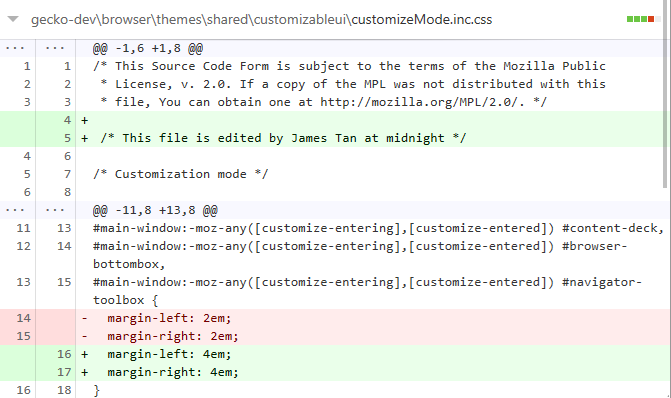 gecko-dev\browser\themes\shared\customizableui\customizeMode.inc.css
... ... @@ -1,6 +1,8 @@
1 1 /* This Source Code Form is subject to the terms of the Mozilla Public
2 2 * License, v. 2.0. If a copy of the MPL was not distributed with this
3 3 * file, You can obtain one at http://mozilla.org/MPL/2.0/. */
4 +
5 + /* This file is edited by James Tan at midnight */
4 6
5 7 /* Customization mode */
6 8
... ... @@ -11,8 +13,8 @@
11 13 #main-window:-moz-any([customize-entering],[customize-entered]) #content-deck,
12 14 #main-window:-moz-any([customize-entering],[customize-entered]) #browser-
bottombox,
13 15 #main-window:-moz-any([customize-entering],[customize-entered]) #navigator-
toolbox {
14 - margin-left: 2em;
15 - margin-right: 2em;
16 + margin-left: 4em;
17 + margin-right: 4em;
16 18 }